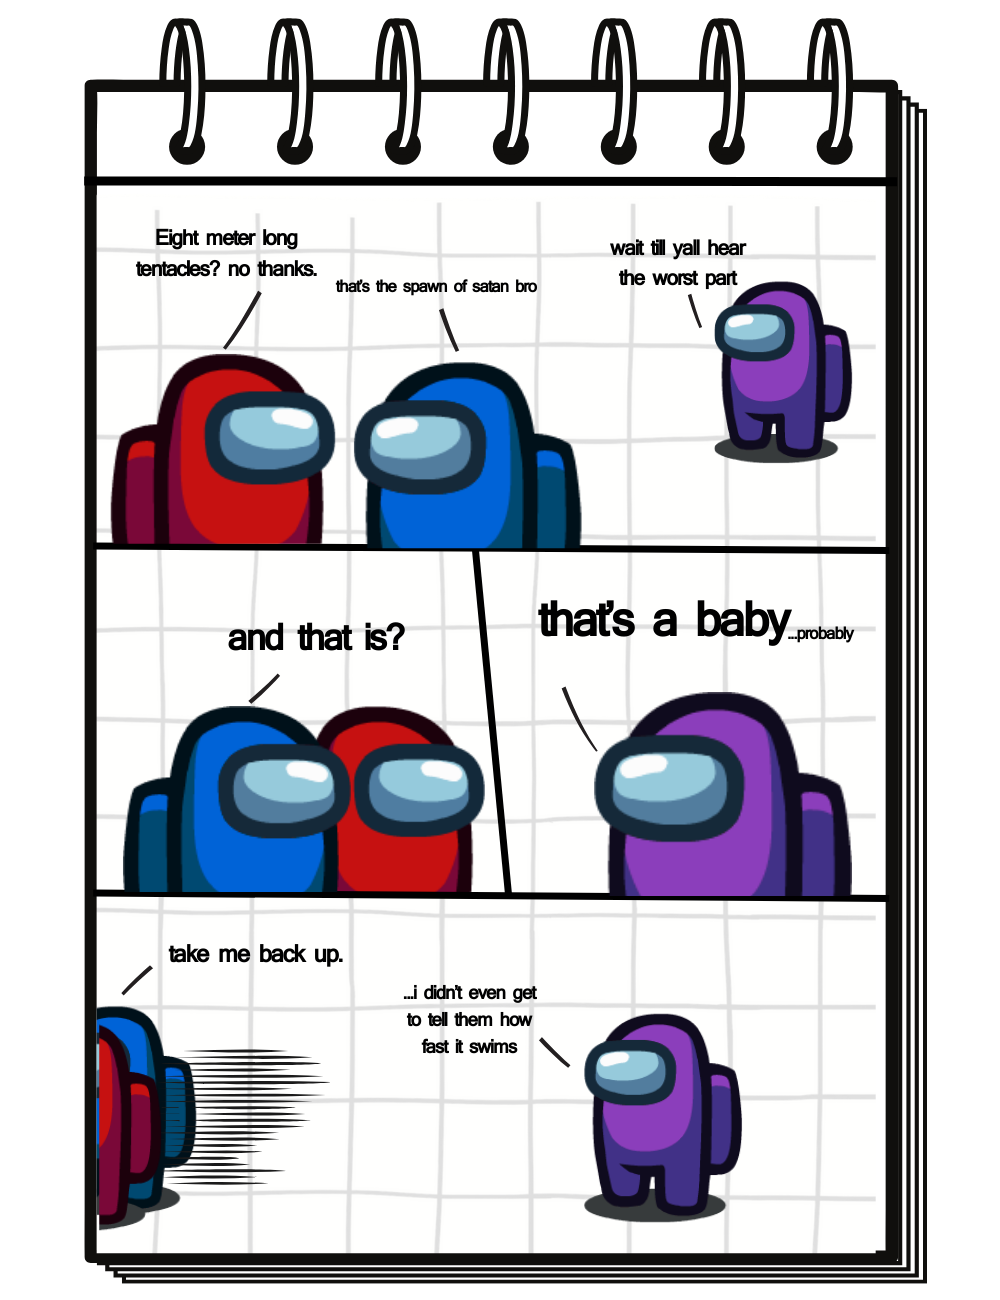 Eight meter long
tentacles? no thanks.
that's the spawn of satan bro
wait till yall hear
the worst part
and that is?
that's a baby...probably
take me back up.
...i didn't even get
to tell them how
fast it swims